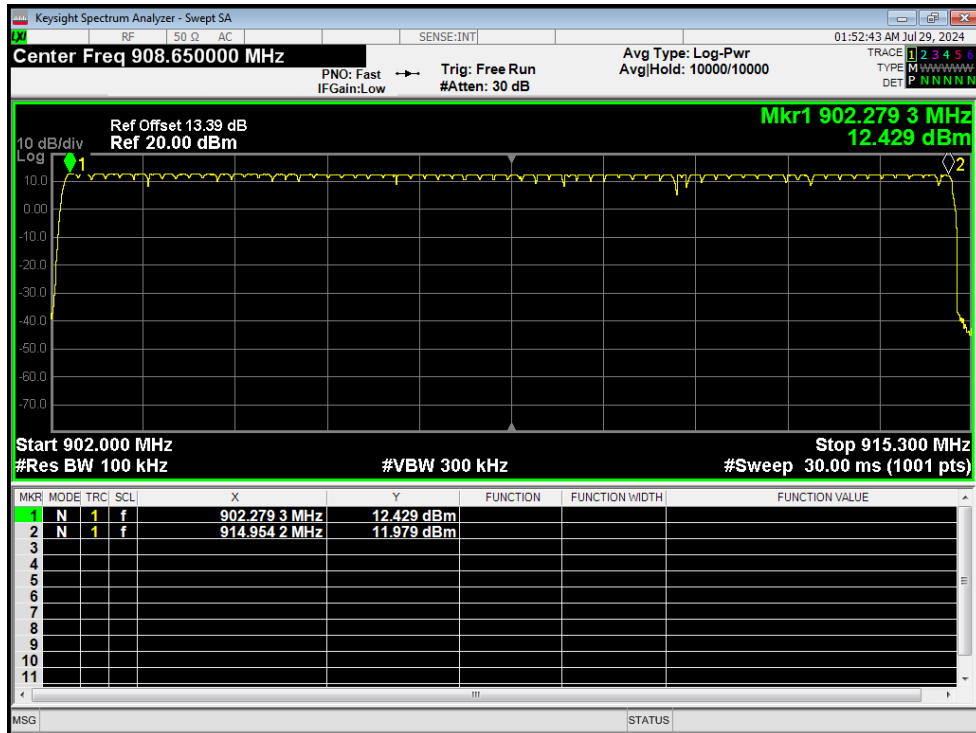 Keysight Spectrum Analyzer - Swept SA
LXI RF 50 Ω AC SENSE:INT 01:52:43 AM Jul 29, 2024
Center Freq 908.650000 MHz
PNO: Fast
IFGain:Low
Trig: Free Run
#Atten: 30 dB
Avg Type: Log-Pwr
Avg|Hold: 10000/10000
TRACE 1 2 3 4 5 6
TYPE M WWWWW
DET P N N N N N
Mkr1 902.279 3 MHz
12.429 dBm
Ref Offset 13.39 dB
10 dB/div Ref 20.00 dBm
Log
1
2
10.0
0.00
-10.0
-20.0
-30.0
-40.0
-50.0
-60.0
-70.0
Start 902.000 MHz Stop 915.300 MHz
#Res BW 100 kHz #VBW 300 kHz #Sweep 30.00 ms (1001 pts)
MKR MODE TRC SCL X Y FUNCTION FUNCTION WIDTH FUNCTION VALUE
1 N 1 f 902.279 3 MHz 12.429 dBm
2 N 1 f 914.954 2 MHz 11.979 dBm
3
4
5
6
7
8
9
10
11
MSG STATUS